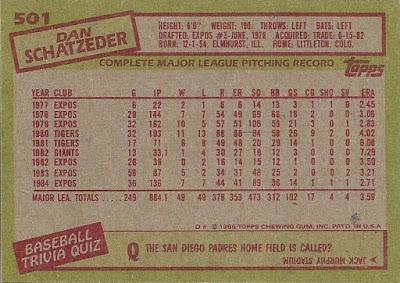 501
DAN SCHATZEDER
HEIGHT: 6'0" WEIGHT: 190 THROWS: LEFT BATS: LEFT
DRAFTED: EXPOS #3-JUNE, 1976 ACQUIRED: TRADE, 6-15-82
BORN: 12-1-54, ELMHURST, ILL. HOME: LITTLETON, COLO.
COMPLETE MAJOR LEAGUE PITCHING RECORD
topps
YEAR CLUB G IP W L R ER SO BB GS CG SHO SV ERA
1977 EXPOS 6 22 2 1 6 6 14 13 3 1 1 0 2.45
1978 EXPOS 29 144 7 7 54 49 69 68 18 2 0 0 3.06
1979 EXPOS 32 162 10 5 57 51 106 59 21 3 0 1 2.83
1980 TIGERS 32 193 11 13 88 86 94 58 26 9 2 0 4.02
1981 TIGERS 17 71 6 8 49 48 20 29 14 1 0 0 6.08
1982 GIANTS 13 33.1 1 4 30 27 18 12 3 0 0 0
1982 EXPOS 26 36 0 2 14 1 0 0 0 3.50
1983 EXPOS 58 87 5 2 34 31 48 25 2 0 0 2 3.21
1984 EXPOS 36 136 7 7 44 41 89 36 14 1 1 1 2.71
MAJOR LEA. TOTALS 249 884.1 49 49 378 353 473 312 102 17 4 4 3.59
D* © 1985 TOPPS CHEWING GUM, INC. PRTD. IN U.S.A
BASEBALL TRIVIA QUIZ
Q THE SAN DIEGO PADRES HOME FIELD IS CALLED?
A JACK MURPHY STADIUM